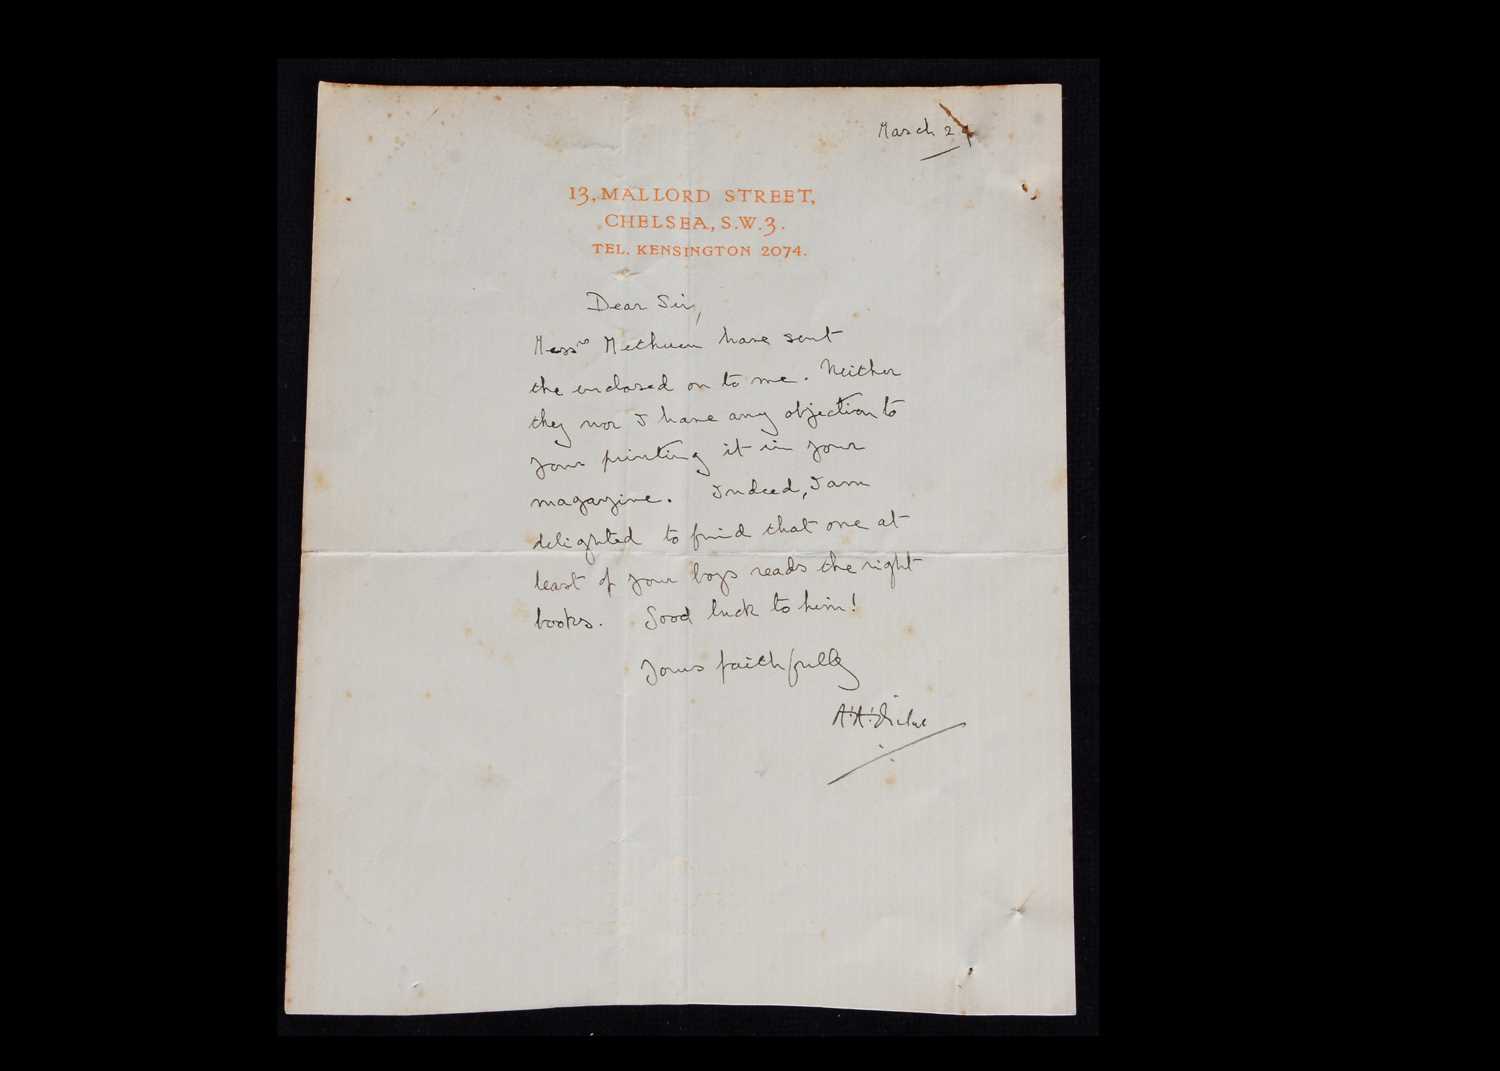 March 29
13, MALLORD STREET,
CHELSEA, S.W.3.
TEL. KENSINGTON 2074.
Dear Sir,
Messrs Methuen have sent
the enclosed on to me. Neither
they nor I have any objection to
your printing it in your
magazine. Indeed, I am
delighted to find that one at
least of your boys reads the right
books. Good luck to him!
Yours faithfully
A.A. Milne